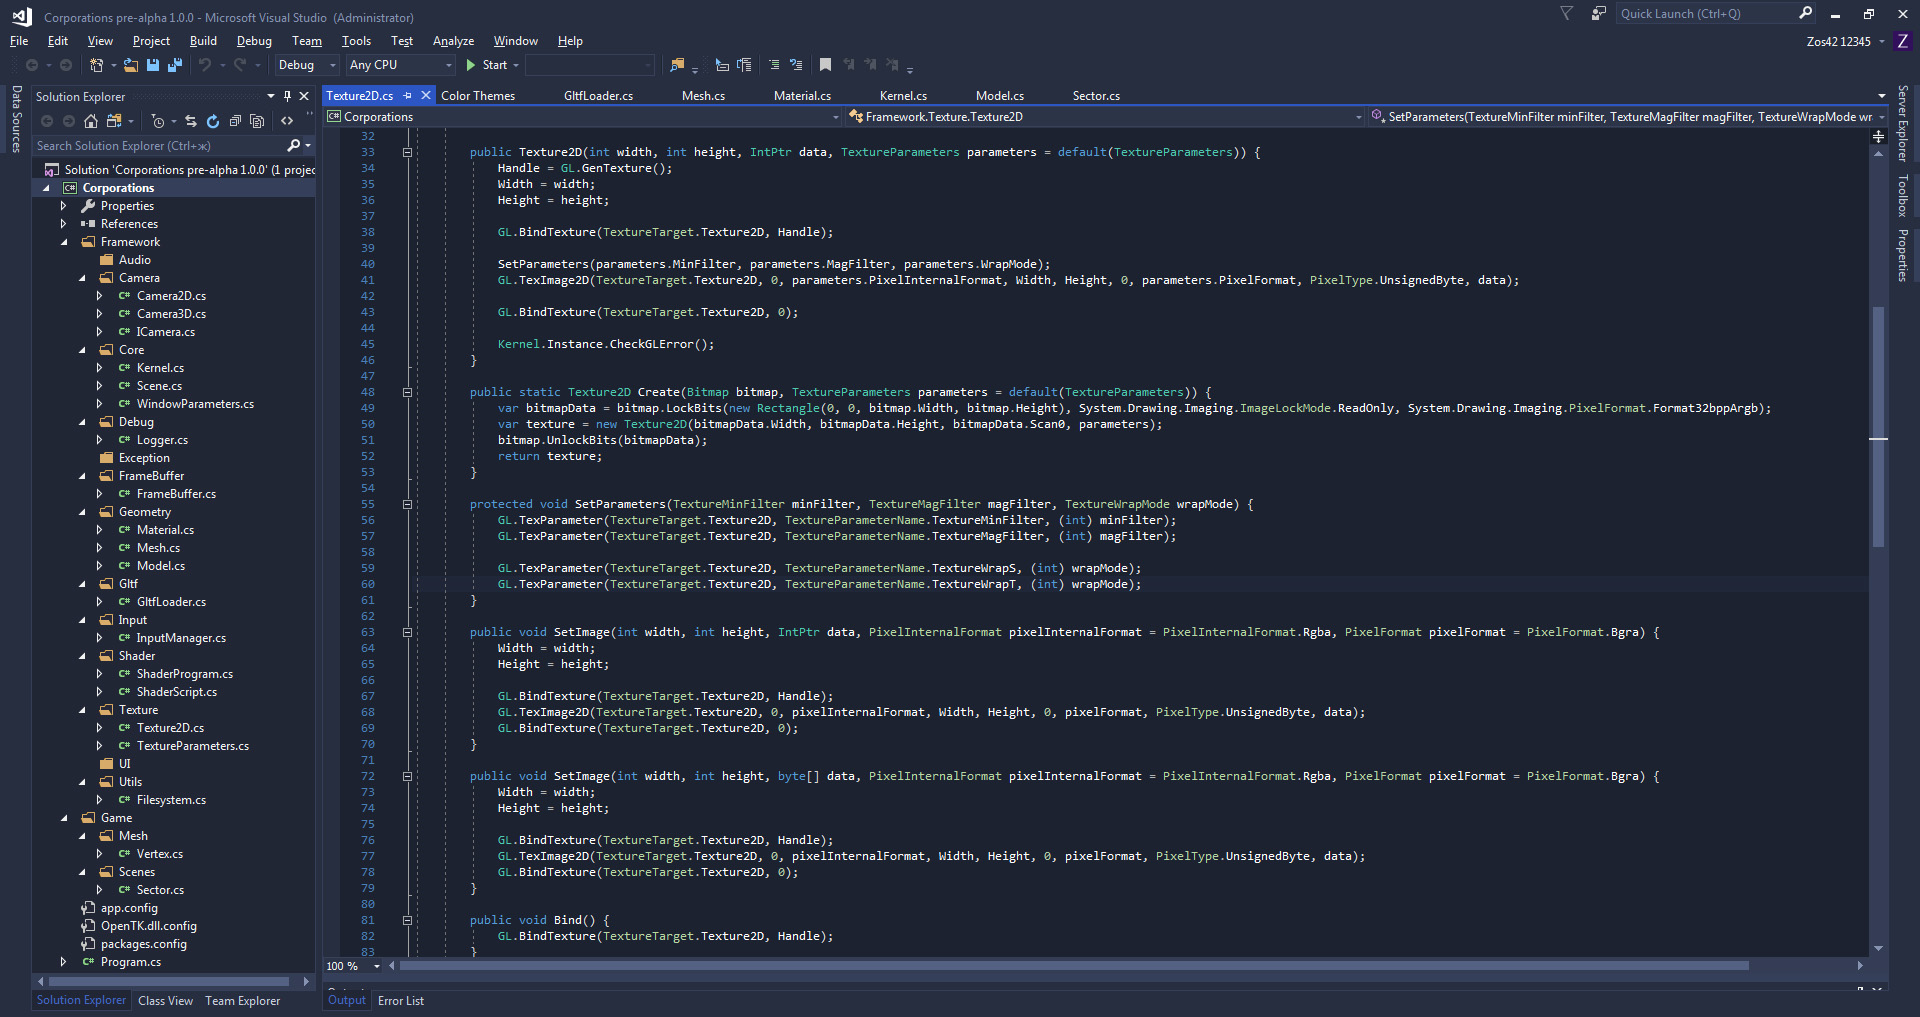 Corporations pre-alpha 1.0.0 - Microsoft Visual Studio (Administrator)
Quick Launch (Ctrl+Q)
File Edit View Project Build Debug Team Tools Test Analyze Window Help
Zos42 12345 Z
Debug Any CPU Start
Data Sources
Solution Explorer
Search Solution Explorer (Ctrl+ж)
Solution 'Corporations pre-alpha 1.0.0' (1 projec
Corporations
Properties
References
Framework
Audio
Camera
C# Camera2D.cs
C# Camera3D.cs
C# ICamera.cs
Core
C# Kernel.cs
C# Scene.cs
C# WindowParameters.cs
Debug
C# Logger.cs
Exception
FrameBuffer
C# FrameBuffer.cs
Geometry
C# Material.cs
C# Mesh.cs
C# Model.cs
Gltf
C# GltfLoader.cs
Input
C# InputManager.cs
Shader
C# ShaderProgram.cs
C# ShaderScript.cs
Texture
C# Texture2D.cs
C# TextureParameters.cs
UI
Utils
C# Filesystem.cs
Game
Mesh
C# Vertex.cs
Scenes
C# Sector.cs
app.config
OpenTK.dll.config
packages.config
C# Program.cs
Solution Explorer Class View Team Explorer
Texture2D.cs Color Themes GltfLoader.cs Mesh.cs Material.cs Kernel.cs Model.cs Sector.cs
C# Corporations Framework.Texture.Texture2D SetParameters(TextureMinFilter minFilter, TextureMagFilter magFilter, TextureWrapMode wr
32
33 public Texture2D(int width, int height, IntPtr data, TextureParameters parameters = default(TextureParameters)) {
34 Handle = GL.GenTexture();
35 Width = width;
36 Height = height;
37
38 GL.BindTexture(TextureTarget.Texture2D, Handle);
39
40 SetParameters(parameters.MinFilter, parameters.MagFilter, parameters.WrapMode);
41 GL.TexImage2D(TextureTarget.Texture2D, 0, parameters.PixelInternalFormat, Width, Height, 0, parameters.PixelFormat, PixelType.UnsignedByte, data);
42
43 GL.BindTexture(TextureTarget.Texture2D, 0);
44
45 Kernel.Instance.CheckGLError();
46 }
47
48 public static Texture2D Create(Bitmap bitmap, TextureParameters parameters = default(TextureParameters)) {
49 var bitmapData = bitmap.LockBits(new Rectangle(0, 0, bitmap.Width, bitmap.Height), System.Drawing.Imaging.ImageLockMode.ReadOnly, System.Drawing.Imaging.PixelFormat.Format32bppArgb);
50 var texture = new Texture2D(bitmapData.Width, bitmapData.Height, bitmapData.Scan0, parameters);
51 bitmap.UnlockBits(bitmapData);
52 return texture;
53 }
54
55 protected void SetParameters(TextureMinFilter minFilter, TextureMagFilter magFilter, TextureWrapMode wrapMode) {
56 GL.TexParameter(TextureTarget.Texture2D, TextureParameterName.TextureMinFilter, (int) minFilter);
57 GL.TexParameter(TextureTarget.Texture2D, TextureParameterName.TextureMagFilter, (int) magFilter);
58
59 GL.TexParameter(TextureTarget.Texture2D, TextureParameterName.TextureWrapS, (int) wrapMode);
60 GL.TexParameter(TextureTarget.Texture2D, TextureParameterName.TextureWrapT, (int) wrapMode);
61 }
62
63 public void SetImage(int width, int height, IntPtr data, PixelInternalFormat pixelInternalFormat = PixelInternalFormat.Rgba, PixelFormat pixelFormat = PixelFormat.Bgra) {
64 Width = width;
65 Height = height;
66
67 GL.BindTexture(TextureTarget.Texture2D, Handle);
68 GL.TexImage2D(TextureTarget.Texture2D, 0, pixelInternalFormat, Width, Height, 0, pixelFormat, PixelType.UnsignedByte, data);
69 GL.BindTexture(TextureTarget.Texture2D, 0);
70 }
71
72 public void SetImage(int width, int height, byte[] data, PixelInternalFormat pixelInternalFormat = PixelInternalFormat.Rgba, PixelFormat pixelFormat = PixelFormat.Bgra) {
73 Width = width;
74 Height = height;
75
76 GL.BindTexture(TextureTarget.Texture2D, Handle);
77 GL.TexImage2D(TextureTarget.Texture2D, 0, pixelInternalFormat, Width, Height, 0, pixelFormat, PixelType.UnsignedByte, data);
78 GL.BindTexture(TextureTarget.Texture2D, 0);
79 }
80
81 public void Bind() {
82 GL.BindTexture(TextureTarget.Texture2D, Handle);
83 }
100 %
Output Error List
Server Explorer
Toolbox
Properties